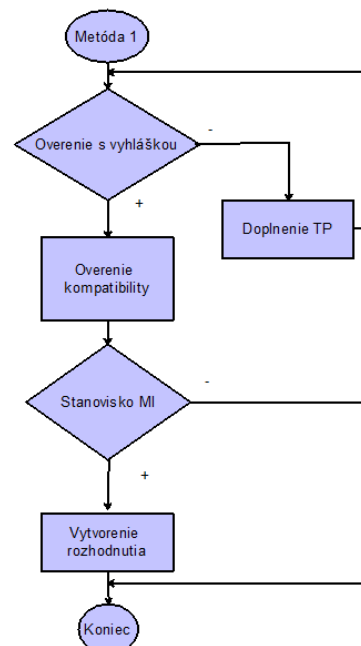 Metóda 1
Overenie s vyhláškou
-
+
Doplnenie TP
Overenie
kompatibility
Stanovisko MI
-
+
Vytvorenie
rozhodnutia
Koniec